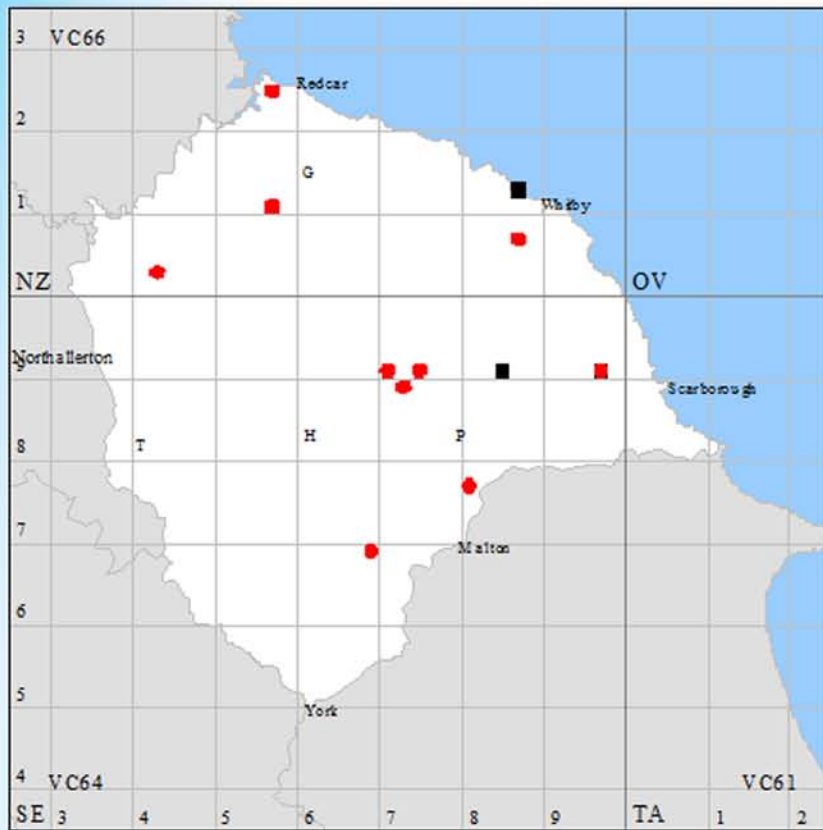 3 VC66
Redcar
2
G
1
Whitby
NZ
OV
Northallerton
9
Scarborough
8
T
H
P
7
Malton
6
5
York
4
VC64
VC61
SE 3 4 5 6 7 8 9 TA 1 2